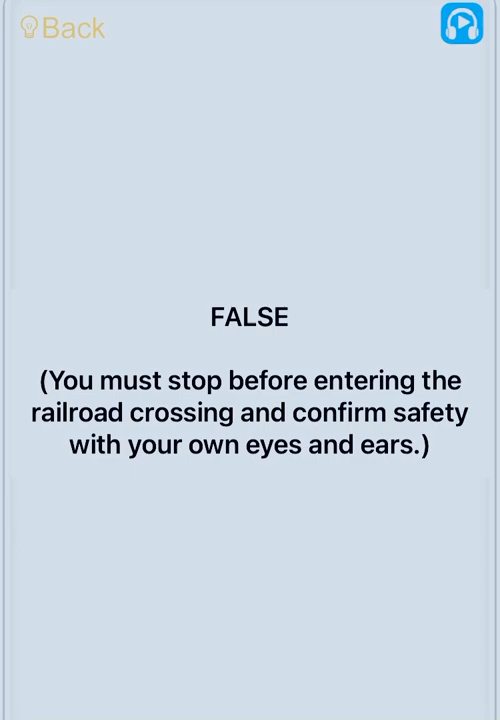 Back
FALSE
(You must stop before entering the
railroad crossing and confirm safety
with your own eyes and ears.)